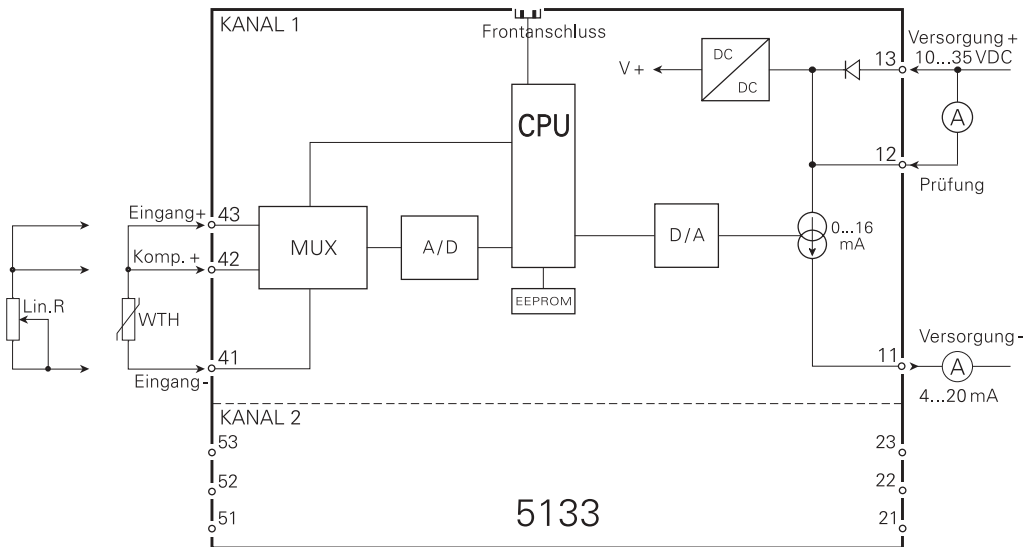 KANAL 1
Frontanschluss
Versorgung +
10...35 VDC
13
V +
DC
DC
A
CPU
12
Prüfung
Eingang+
43
MUX
A/D
D/A
0...16
mA
Komp. +
42
EEPROM
Lin.R
WTH
41
Eingang-
11
Versorgung-
A
4...20 mA
KANAL 2
53
23
52
22
51
5133
21